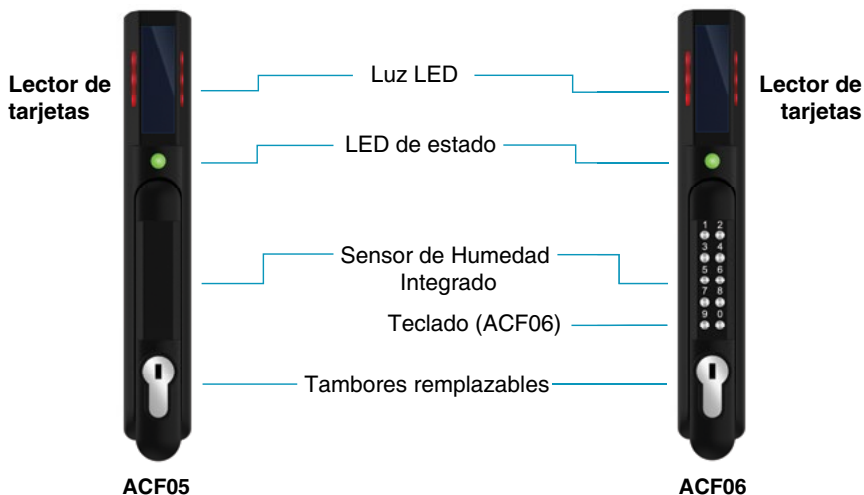 Lector de
tarjetas
Luz LED
Lector de
tarjetas
LED de estado
Sensor de Humedad
Integrado
Teclado (ACF06)
Tambores remplazables
1 2
3 4
5 6
7 8
9 0
ACF05
ACF06